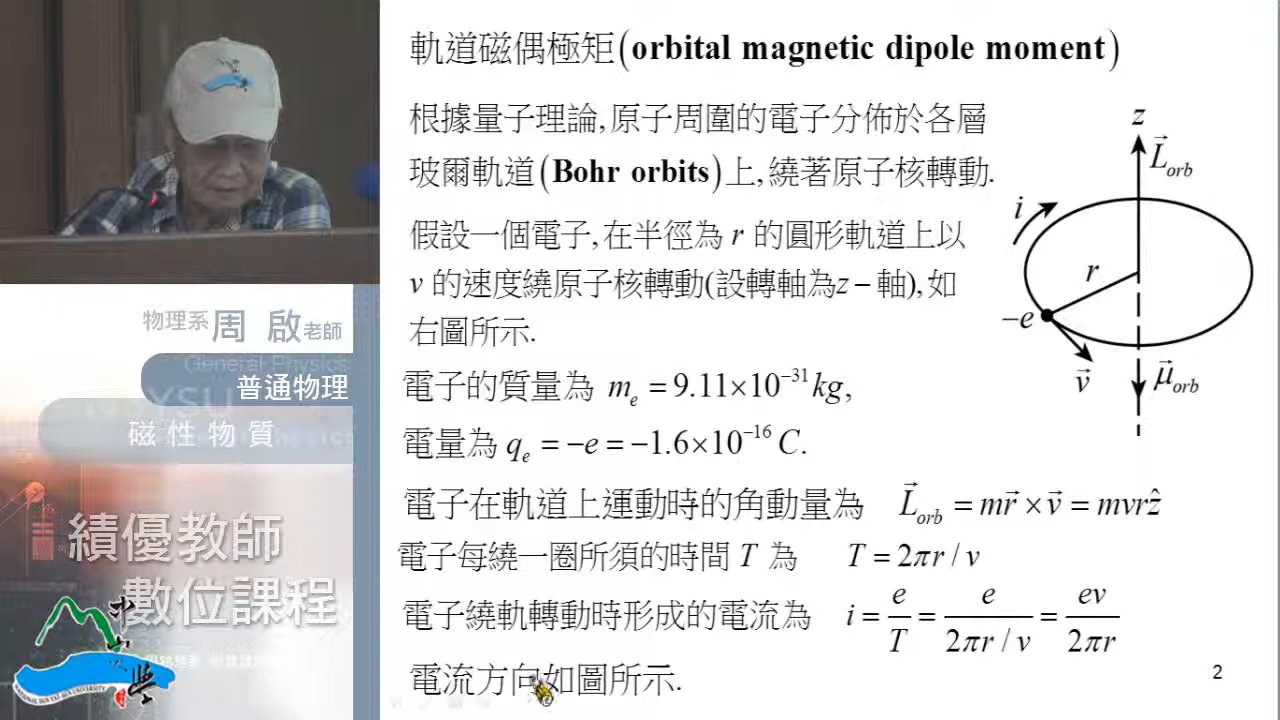 軌道磁偶極矩(orbital magnetic dipole moment)
根據量子理論,原子周圍的電子分佈於各層
玻爾軌道(Bohr orbits)上,繞著原子核轉動.
假設一個電子,在半徑為 r 的圓形軌道上以
v 的速度繞原子核轉動(設轉軸為z−軸),如
右圖所示.
z
L⃗orb
i
r
−e
v⃗
μ⃗orb
電子的質量為 me = 9.11×10⁻³¹ kg,
電量為 qe = −e = −1.6×10⁻¹⁶ C.
電子在軌道上運動時的角動量為 L⃗orb = mr⃗ × v⃗ = mvrẑ
電子每繞一圈所須的時間 T 為 T = 2πr / v
電子繞軌轉動時形成的電流為 i = e/T = e/(2πr / v) = ev/2πr
電流方向如圖所示.
2
物理系周 啟老師
General Physics
普通物理
磁性物質
績優教師
數位課程
中山大學